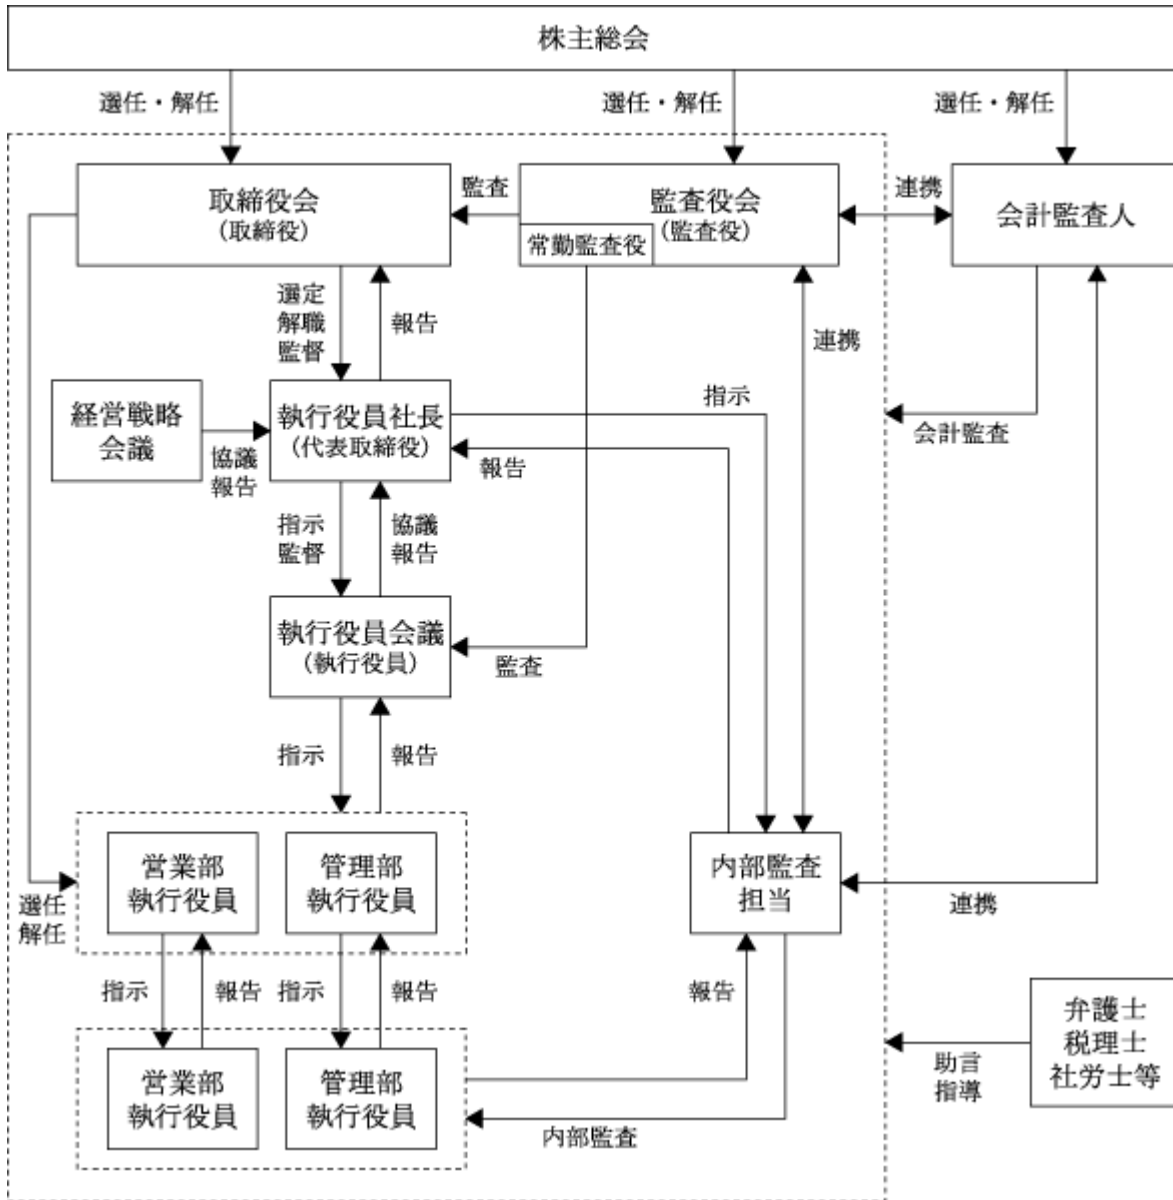 株主総会
選任・解任
選任・解任
選任・解任
取締役会
(取締役)
監査
監査役会
(監査役)
常勤監査役
連携
会計監査人
選定
解職
監督
報告
連携
経営戦略
会議
協議
報告
執行役員社長
(代表取締役)
指示
報告
会計監査
指示
監督
協議
報告
執行役員会議
(執行役員)
監査
指示
報告
営業部
執行役員
管理部
執行役員
内部監査
担当
選任
解任
連携
指示
報告
指示
報告
報告
営業部
執行役員
管理部
執行役員
内部監査
助言
指導
弁護士
税理士
社労士等